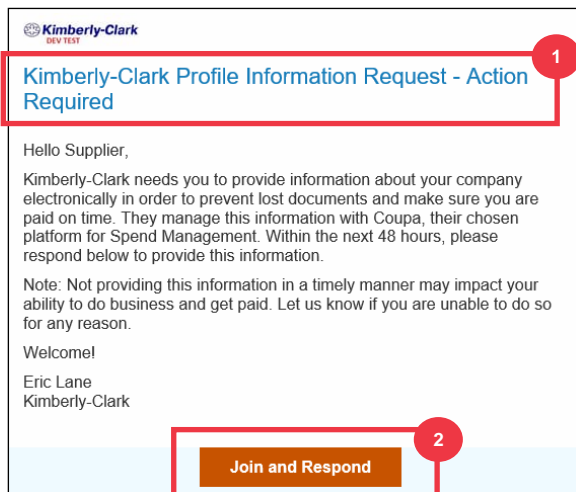 Kimberly-Clark
DEV TEST
1
Kimberly-Clark Profile Information Request - Action
Required
Hello Supplier,
Kimberly-Clark needs you to provide information about your company
electronically in order to prevent lost documents and make sure you are
paid on time. They manage this information with Coupa, their chosen
platform for Spend Management. Within the next 48 hours, please
respond below to provide this information.
Note: Not providing this information in a timely manner may impact your
ability to do business and get paid. Let us know if you are unable to do so
for any reason.
Welcome!
Eric Lane
Kimberly-Clark
2
Join and Respond